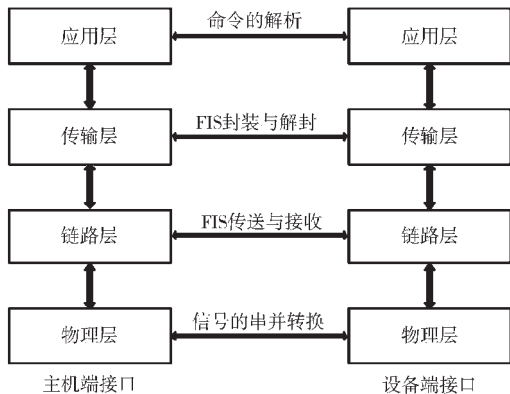 应用层
命令的解析
应用层
传输层
FIS封装与解封
传输层
链路层
FIS传送与接收
链路层
物理层
信号的串并转换
物理层
主机端接口
设备端接口